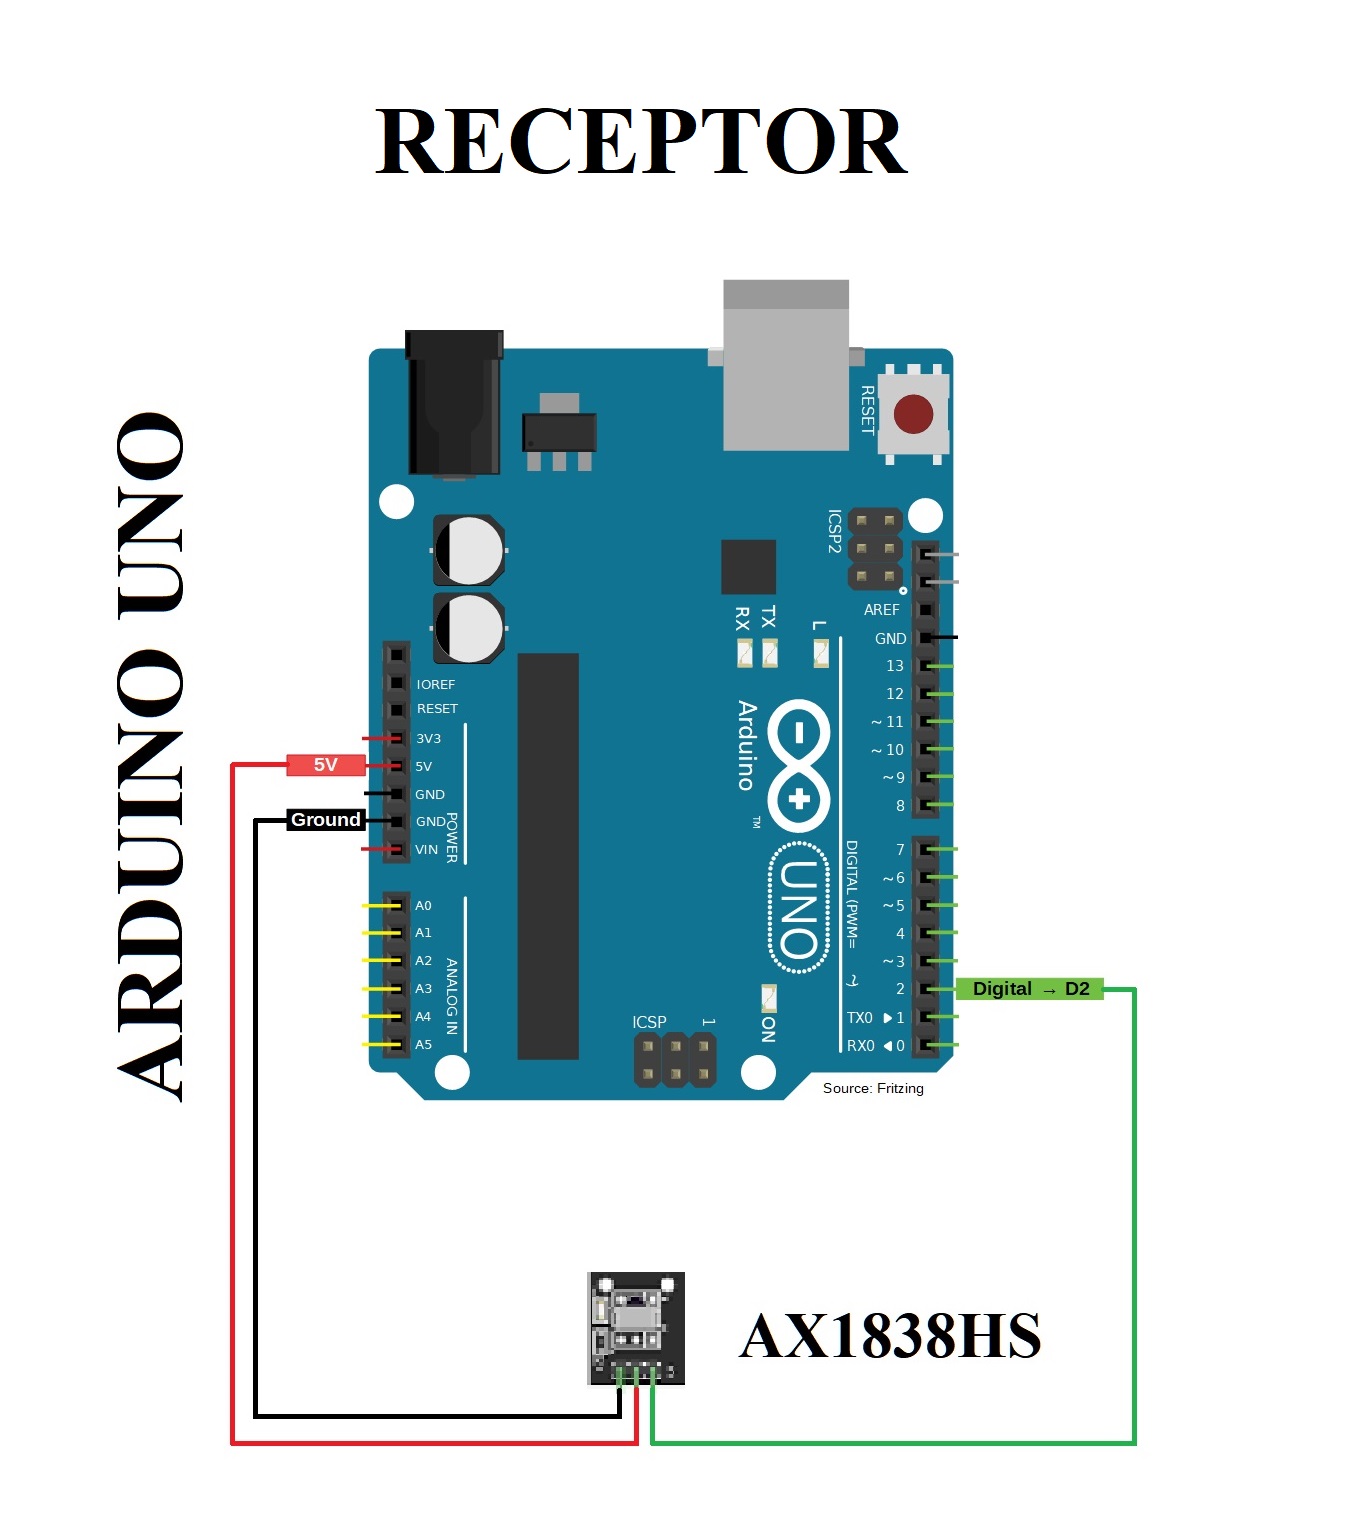 RECEPTOR
ARDUINO UNO
RESET
ICSP2
RX
TX
L
AREF
GND
13
12
~ 11
~ 10
~ 9
8
IOREF
RESET
3V3
5V
5V
GND
Ground
GND
VIN
POWER
Arduino
TM
UNO
DIGITAL (PWM= ~)
7
~ 6
~ 5
4
~ 3
2
Digital → D2
TX0 ▶ 1
RX0 ◀ 0
A0
A1
A2
A3
A4
A5
ANALOG IN
ICSP
1
ON
Source: Fritzing
AX1838HS